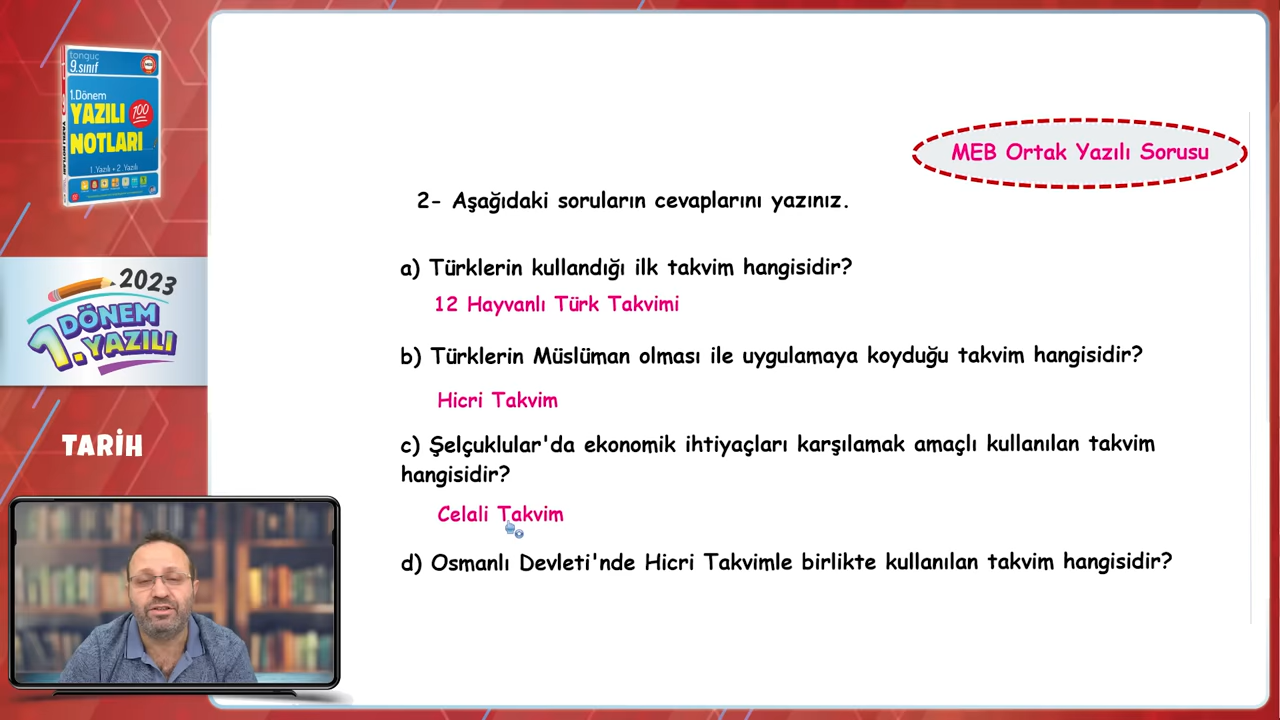 tonguç
9.sınıf
1.Dönem
YAZILI
100
NOTLARI
1.Yazılı • 2.Yazılı
YAZILI NOTLARI
2023
1. DÖNEM
YAZILI
TARİH
MEB Ortak Yazılı Sorusu
2- Aşağıdaki soruların cevaplarını yazınız.
a) Türklerin kullandığı ilk takvim hangisidir?
12 Hayvanlı Türk Takvimi
b) Türklerin Müslüman olması ile uygulamaya koyduğu takvim hangisidir?
Hicri Takvim
c) Şelçuklular'da ekonomik ihtiyaçları karşılamak amaçlı kullanılan takvim
hangisidir?
Celali Takvim
d) Osmanlı Devleti'nde Hicri Takvimle birlikte kullanılan takvim hangisidir?